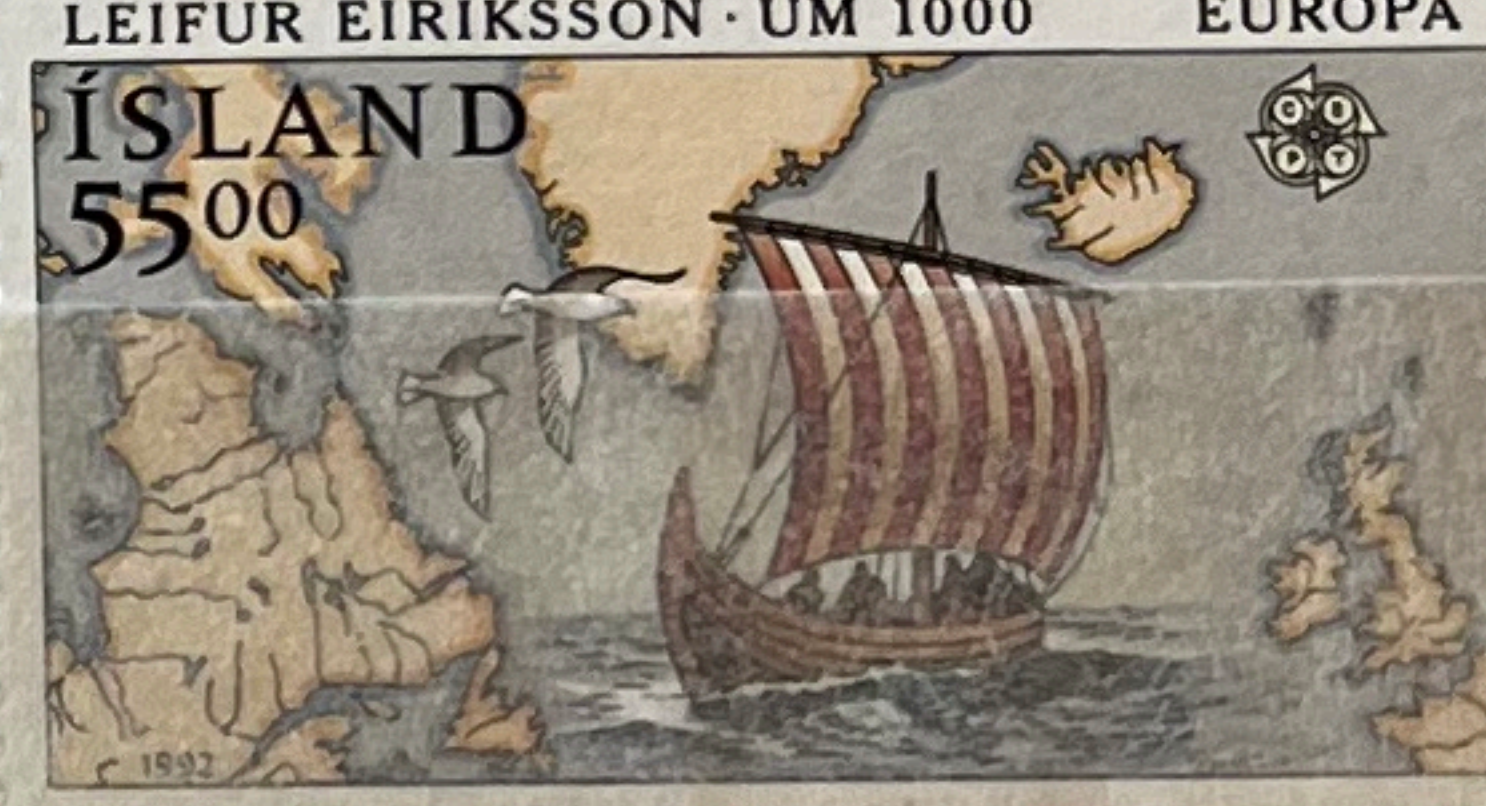 LEIFUR EIRIKSSON · UM 1000 EUROPA
ÍSLAND
55⁰⁰
C E
P T
1992